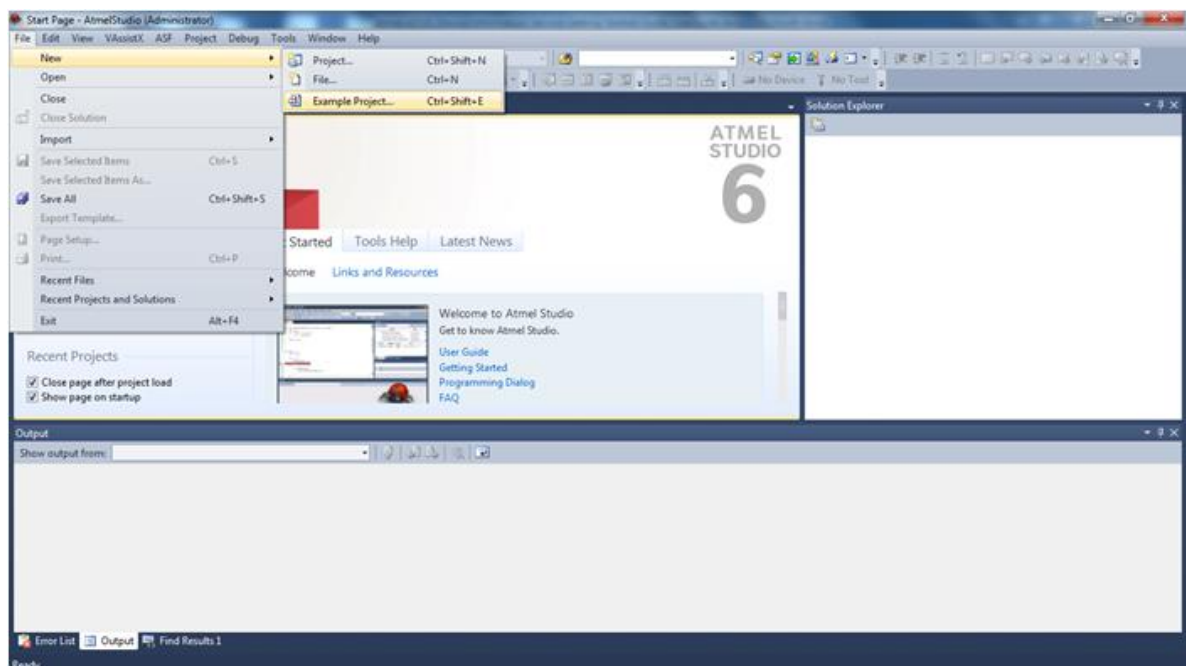 Start Page - AtmelStudio (Administrator)
File Edit View VAssistX ASF Project Debug Tools Window Help
New
Project... Ctrl+Shift+N
File... Ctrl+N
Example Project... Ctrl+Shift+E
Open
Close
Close Solution
Import
Save Selected Items Ctrl+S
Save Selected Items As...
Save All Ctrl+Shift+S
Export Template...
Page Setup...
Print... Ctrl+P
Recent Files
Recent Projects and Solutions
Exit Alt+F4
No Device No Tool
Solution Explorer
ATMEL
STUDIO
6
Started Tools Help Latest News
come Links and Resources
Welcome to Atmel Studio
Get to know Atmel Studio.
User Guide
Getting Started
Programming Dialog
FAQ
Recent Projects
Close page after project load
Show page on startup
Output
Show output from:
Error List Output Find Results 1
Ready